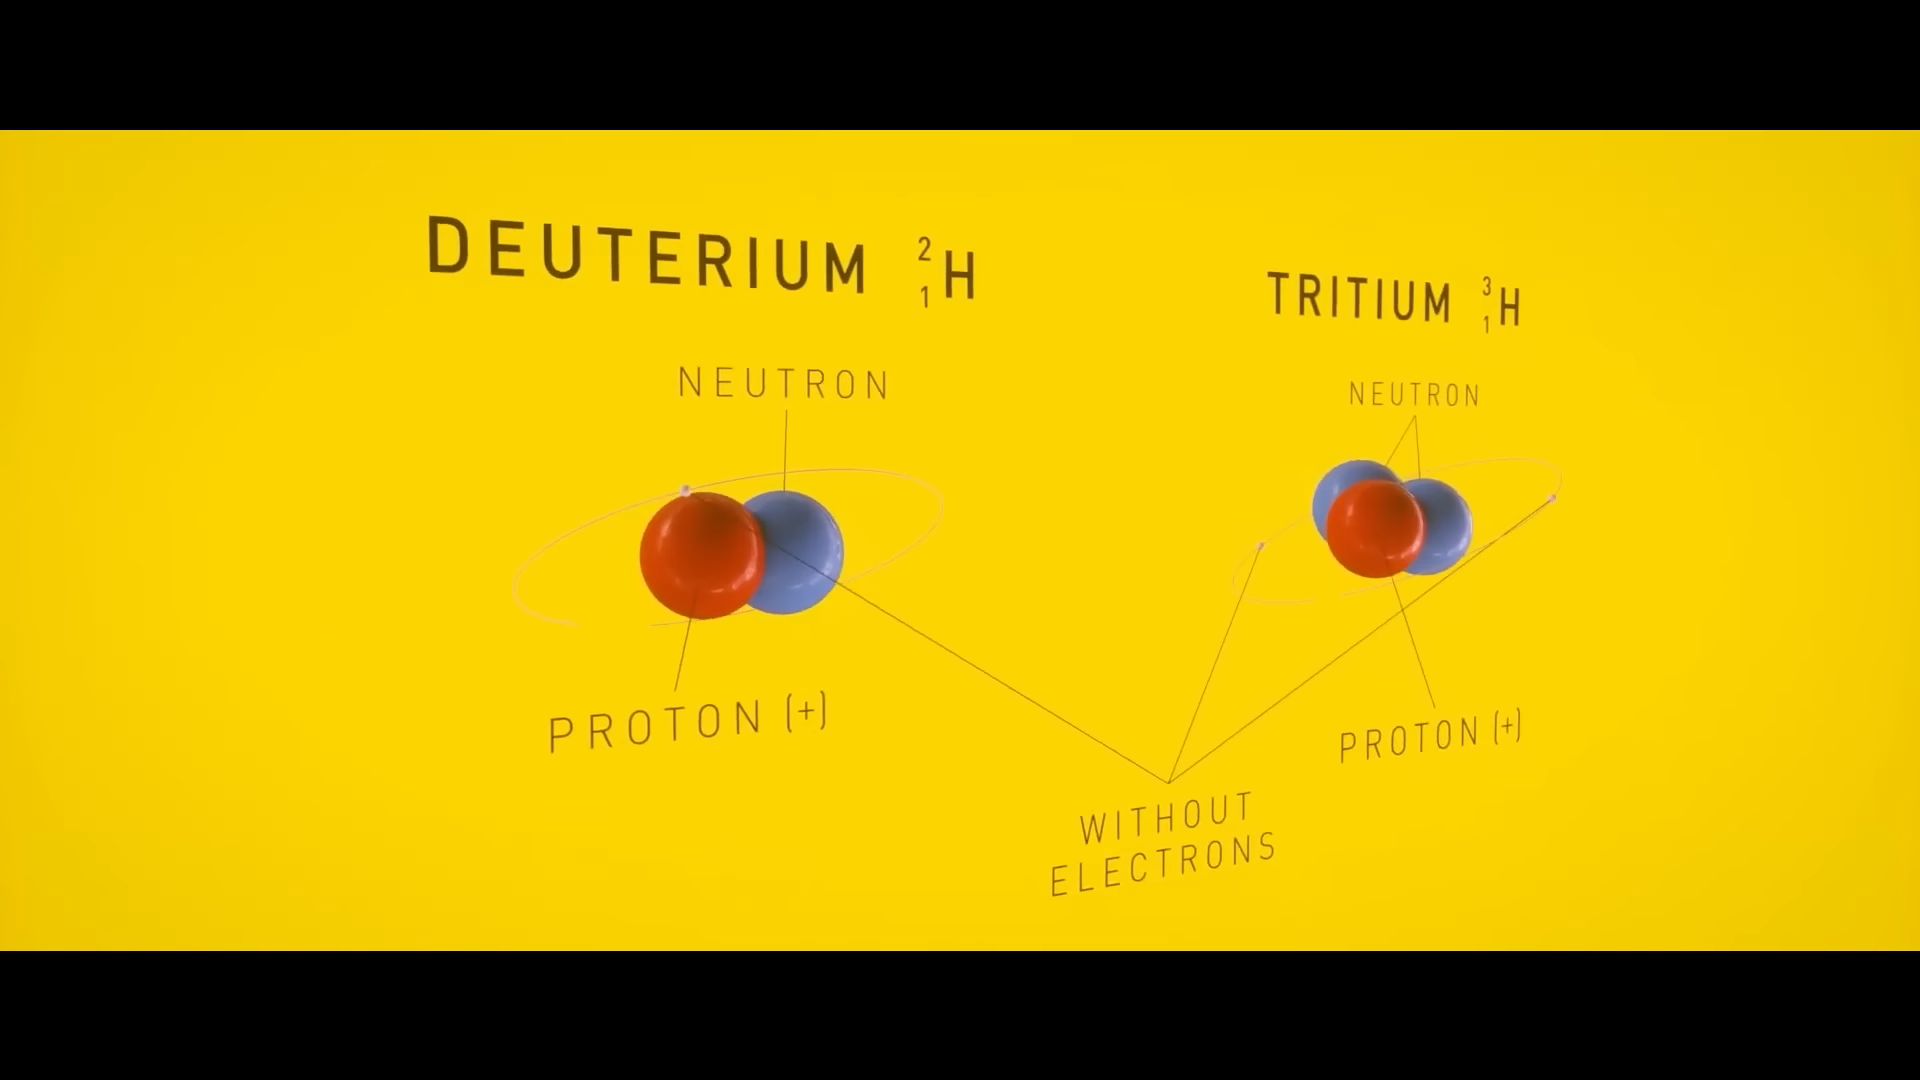 DEUTERIUM ²₁H
TRITIUM ³₁H
NEUTRON
NEUTRON
PROTON (+)
PROTON (+)
WITHOUT
ELECTRONS